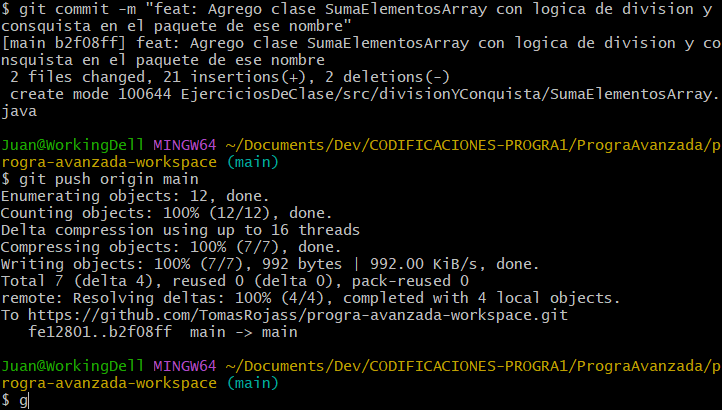 $ git commit -m "feat: Agrego clase SumaElementosArray con logica de division y
consquista en el paquete de ese nombre"
[main b2f08ff] feat: Agrego clase SumaElementosArray con logica de division y co
nsquista en el paquete de ese nombre
 2 files changed, 21 insertions(+), 2 deletions(-)
 create mode 100644 EjerciciosDeClase/src/divisionYConquista/SumaElementosArray.
java
Juan@WorkingDell MINGW64 ~/Documents/Dev/CODIFICACIONES-PROGRA1/PrograAvanzada/p
rogra-avanzada-workspace (main)
$ git push origin main
Enumerating objects: 12, done.
Counting objects: 100% (12/12), done.
Delta compression using up to 16 threads
Compressing objects: 100% (7/7), done.
Writing objects: 100% (7/7), 992 bytes | 992.00 KiB/s, done.
Total 7 (delta 4), reused 0 (delta 0), pack-reused 0
remote: Resolving deltas: 100% (4/4), completed with 4 local objects.
To https://github.com/TomasRojass/progra-avanzada-workspace.git
   fe12801..b2f08ff  main -> main
Juan@WorkingDell MINGW64 ~/Documents/Dev/CODIFICACIONES-PROGRA1/PrograAvanzada/p
rogra-avanzada-workspace (main)
$ g